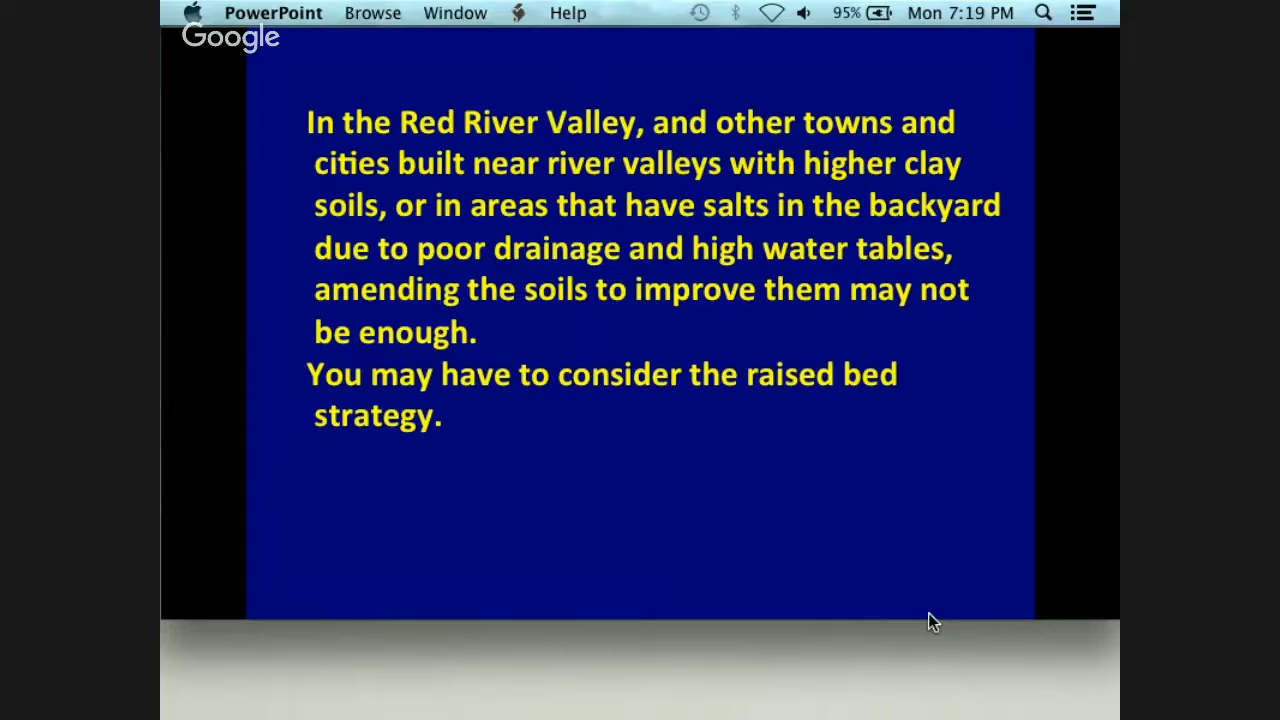 PowerPoint Browse Window Help 95% Mon 7:19 PM
Google
In the Red River Valley, and other towns and
cities built near river valleys with higher clay
soils, or in areas that have salts in the backyard
due to poor drainage and high water tables,
amending the soils to improve them may not
be enough.
You may have to consider the raised bed
strategy.